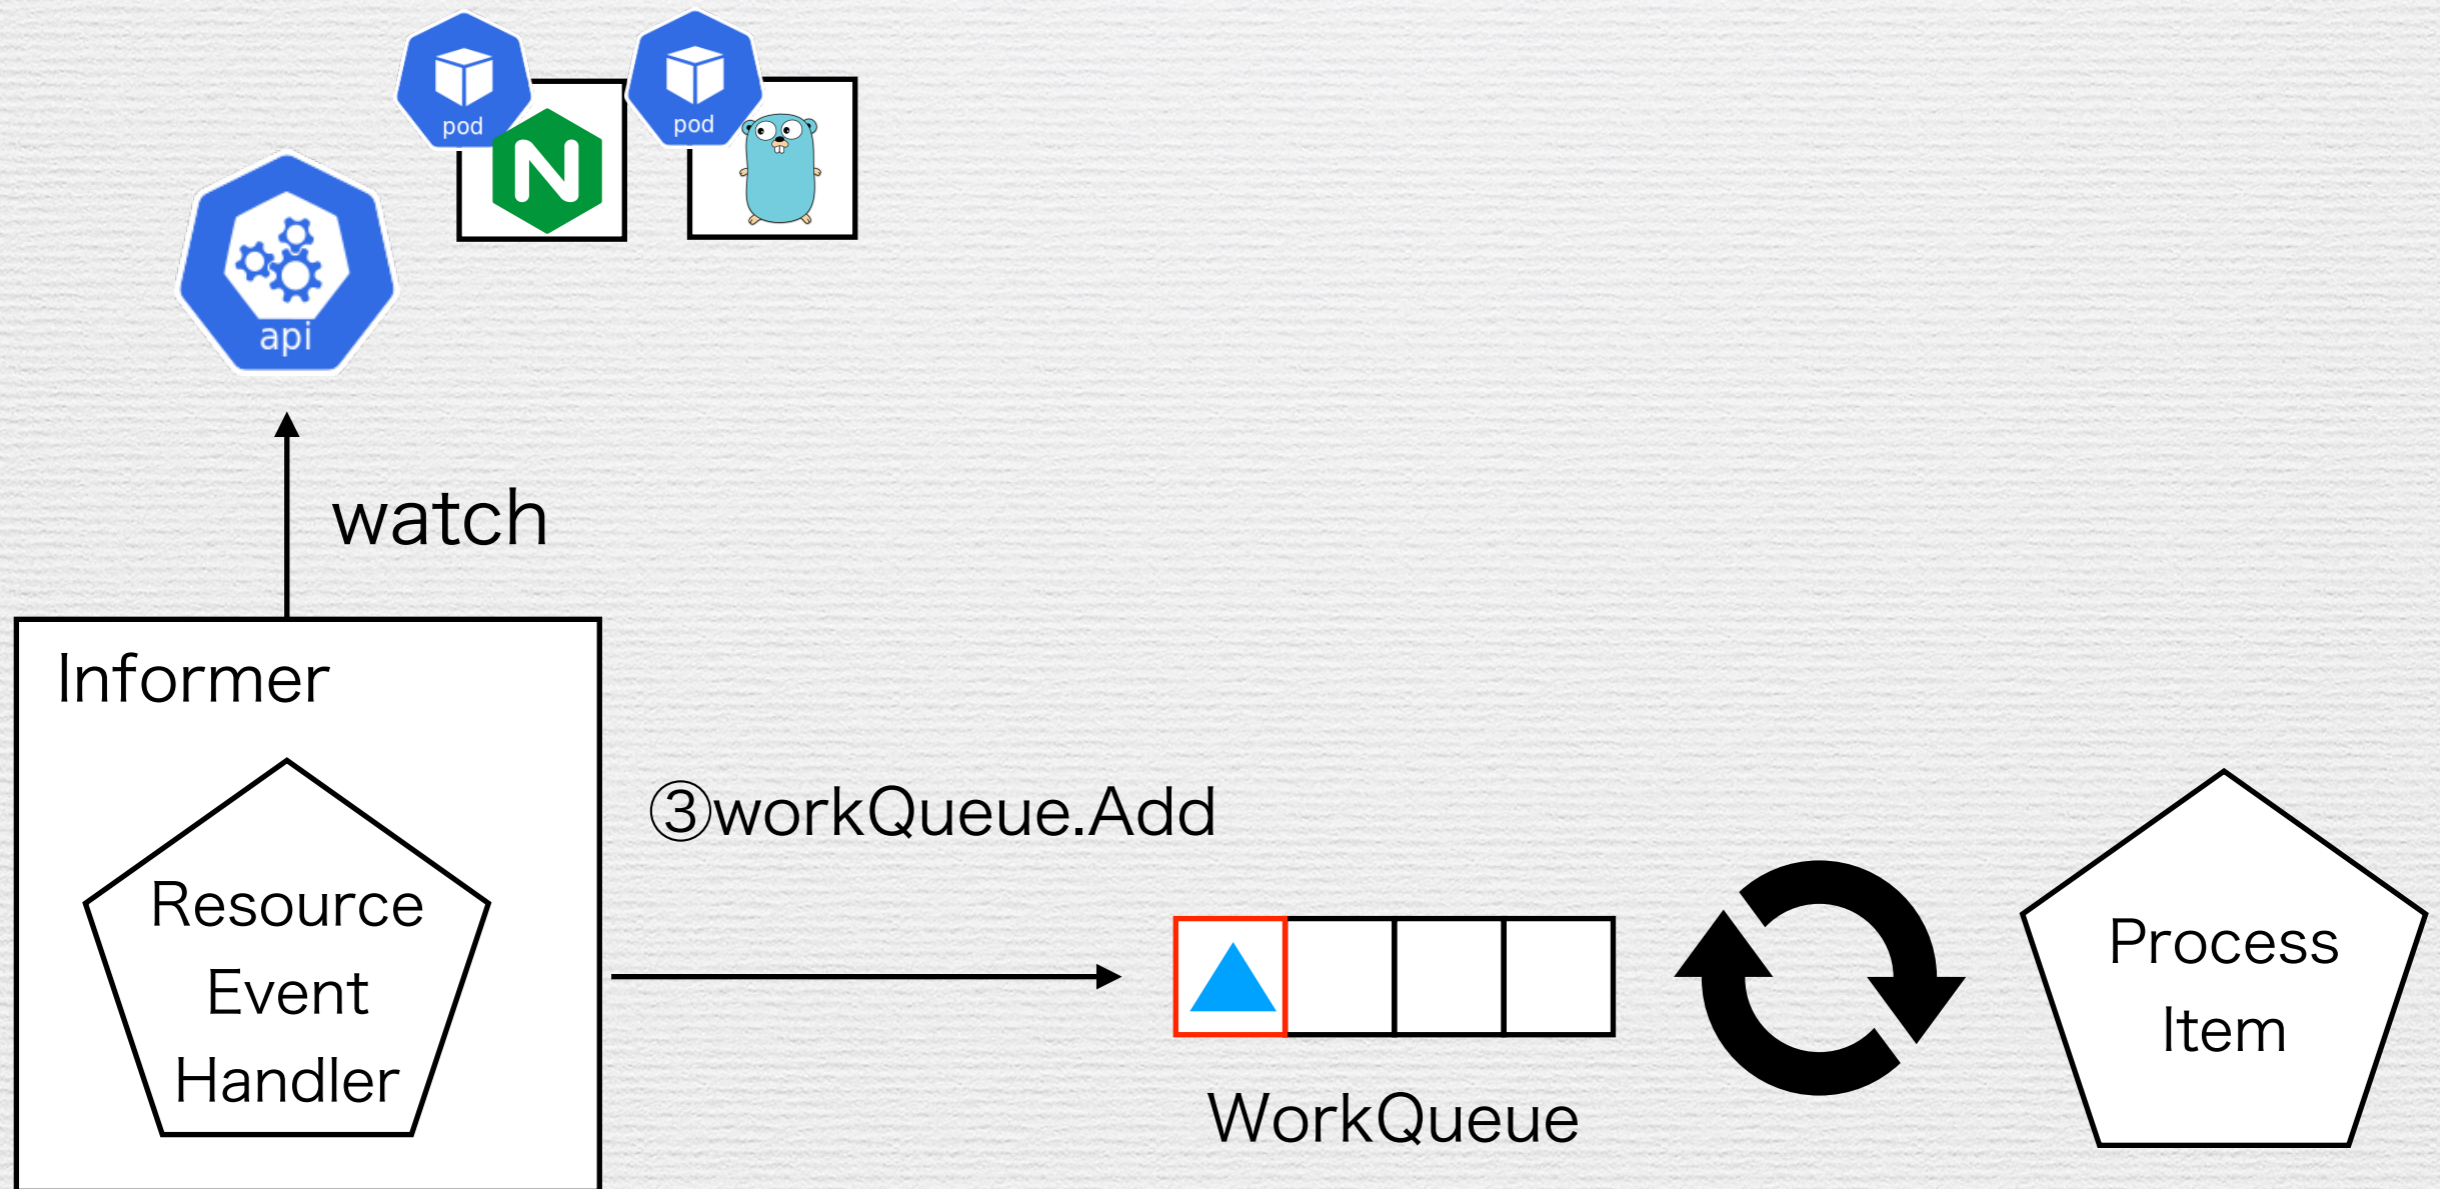 pod
pod
N
api
watch
Informer
Resource
Event
Handler
③workQueue.Add
WorkQueue
Process
Item